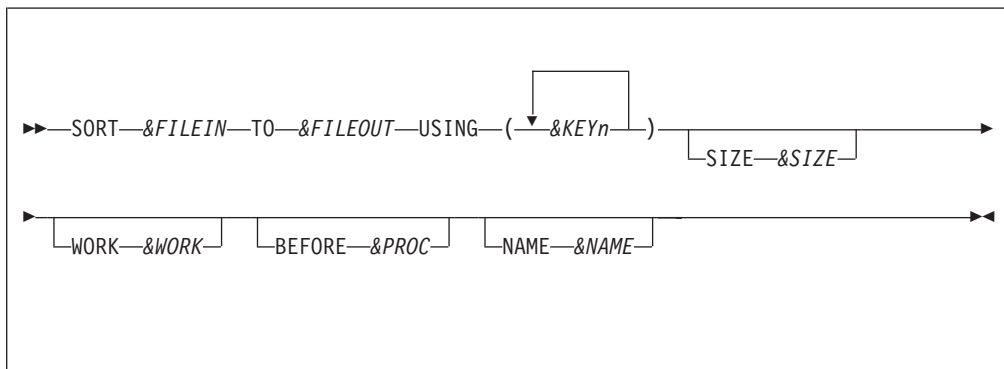 SORT &FILEIN TO &FILEOUT USING ( &KEYn )
SIZE &SIZE
WORK &WORK BEFORE &PROC NAME &NAME